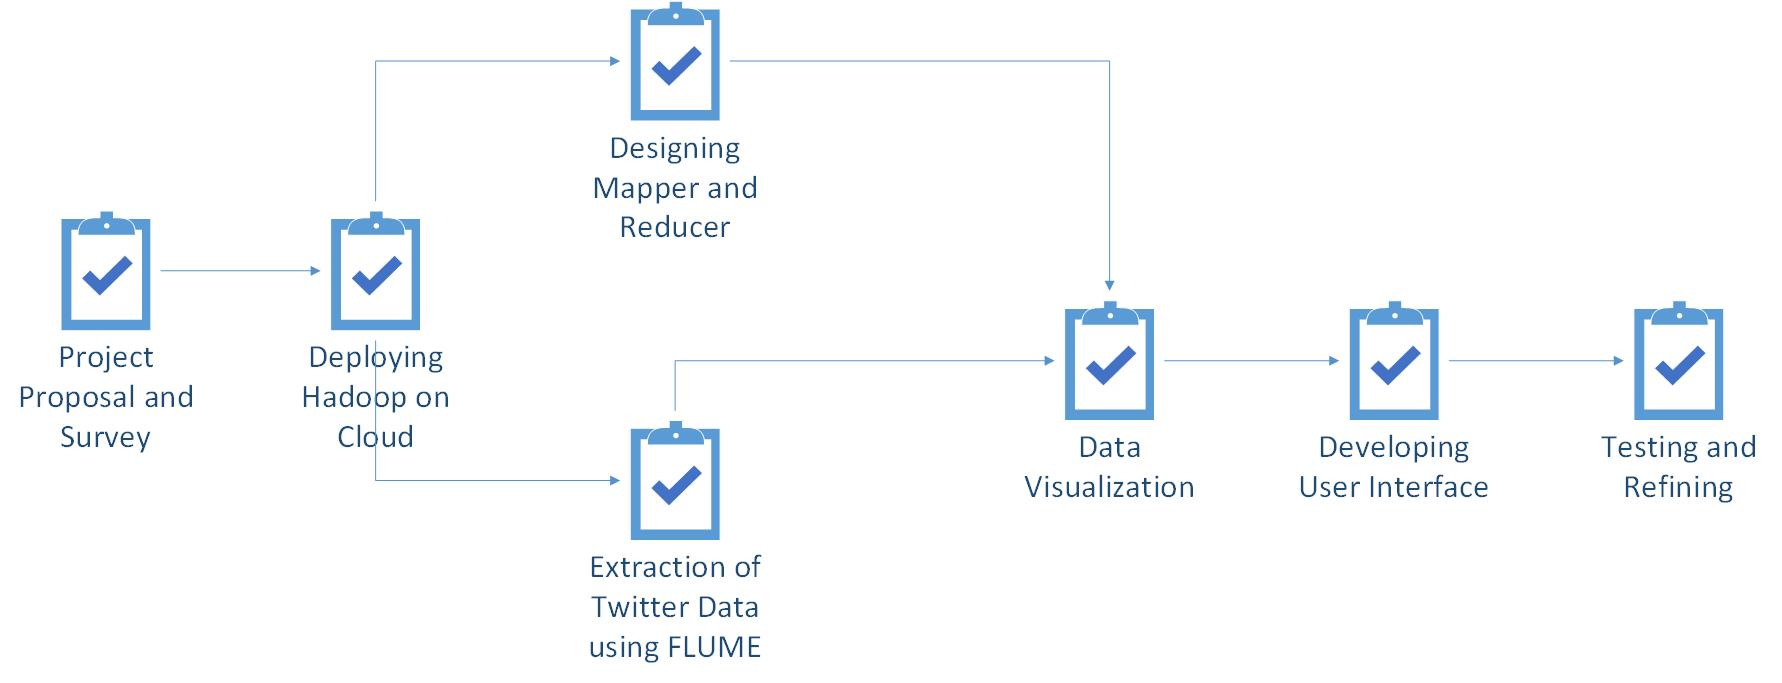 Designing
Mapper and
Reducer
Project
Proposal and
Survey
Deploying
Hadoop on
Cloud
Extraction of
Twitter Data
using FLUME
Data
Visualization
Developing
User Interface
Testing and
Refining